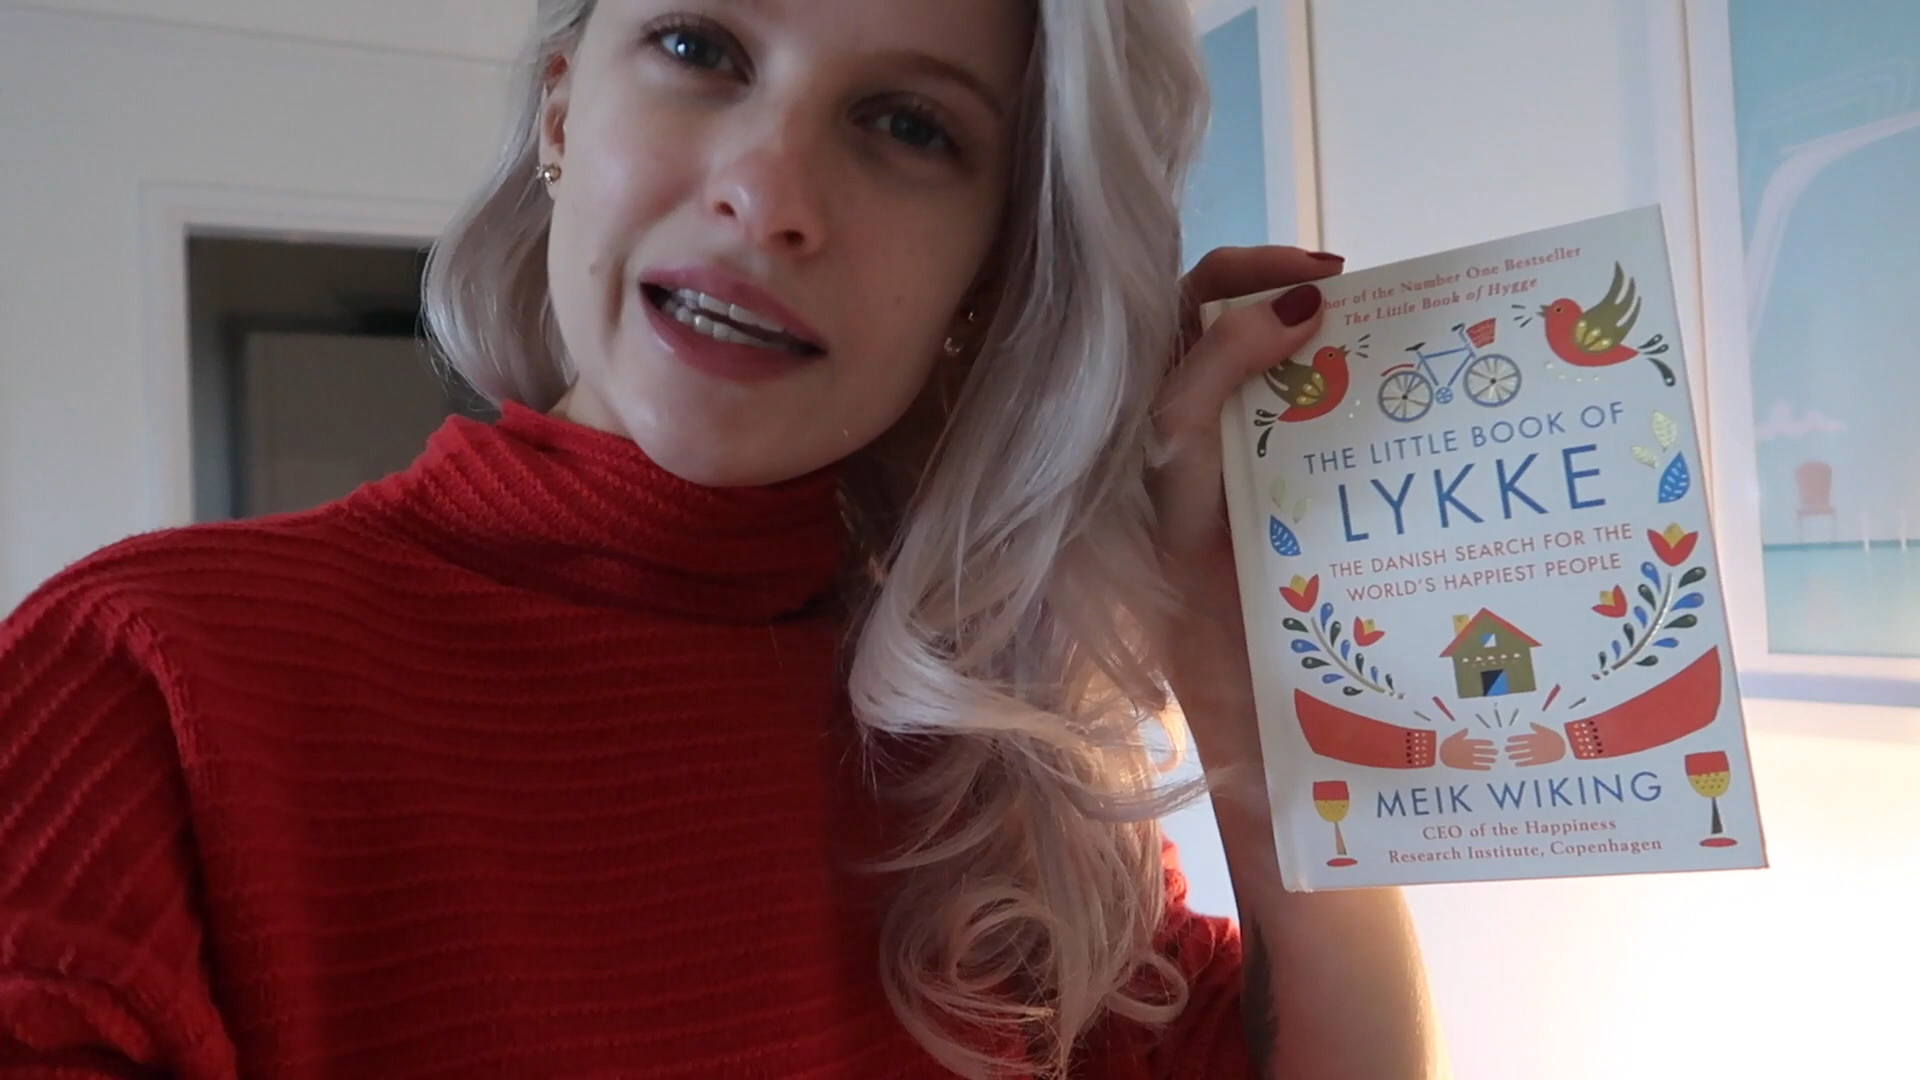 of the Number One Bestseller
The Little Book of Hygge
THE LITTLE BOOK OF
LYKKE
THE DANISH SEARCH FOR THE
WORLD'S HAPPIEST PEOPLE
MEIK WIKING
CEO of the Happiness
Research Institute, Copenhagen